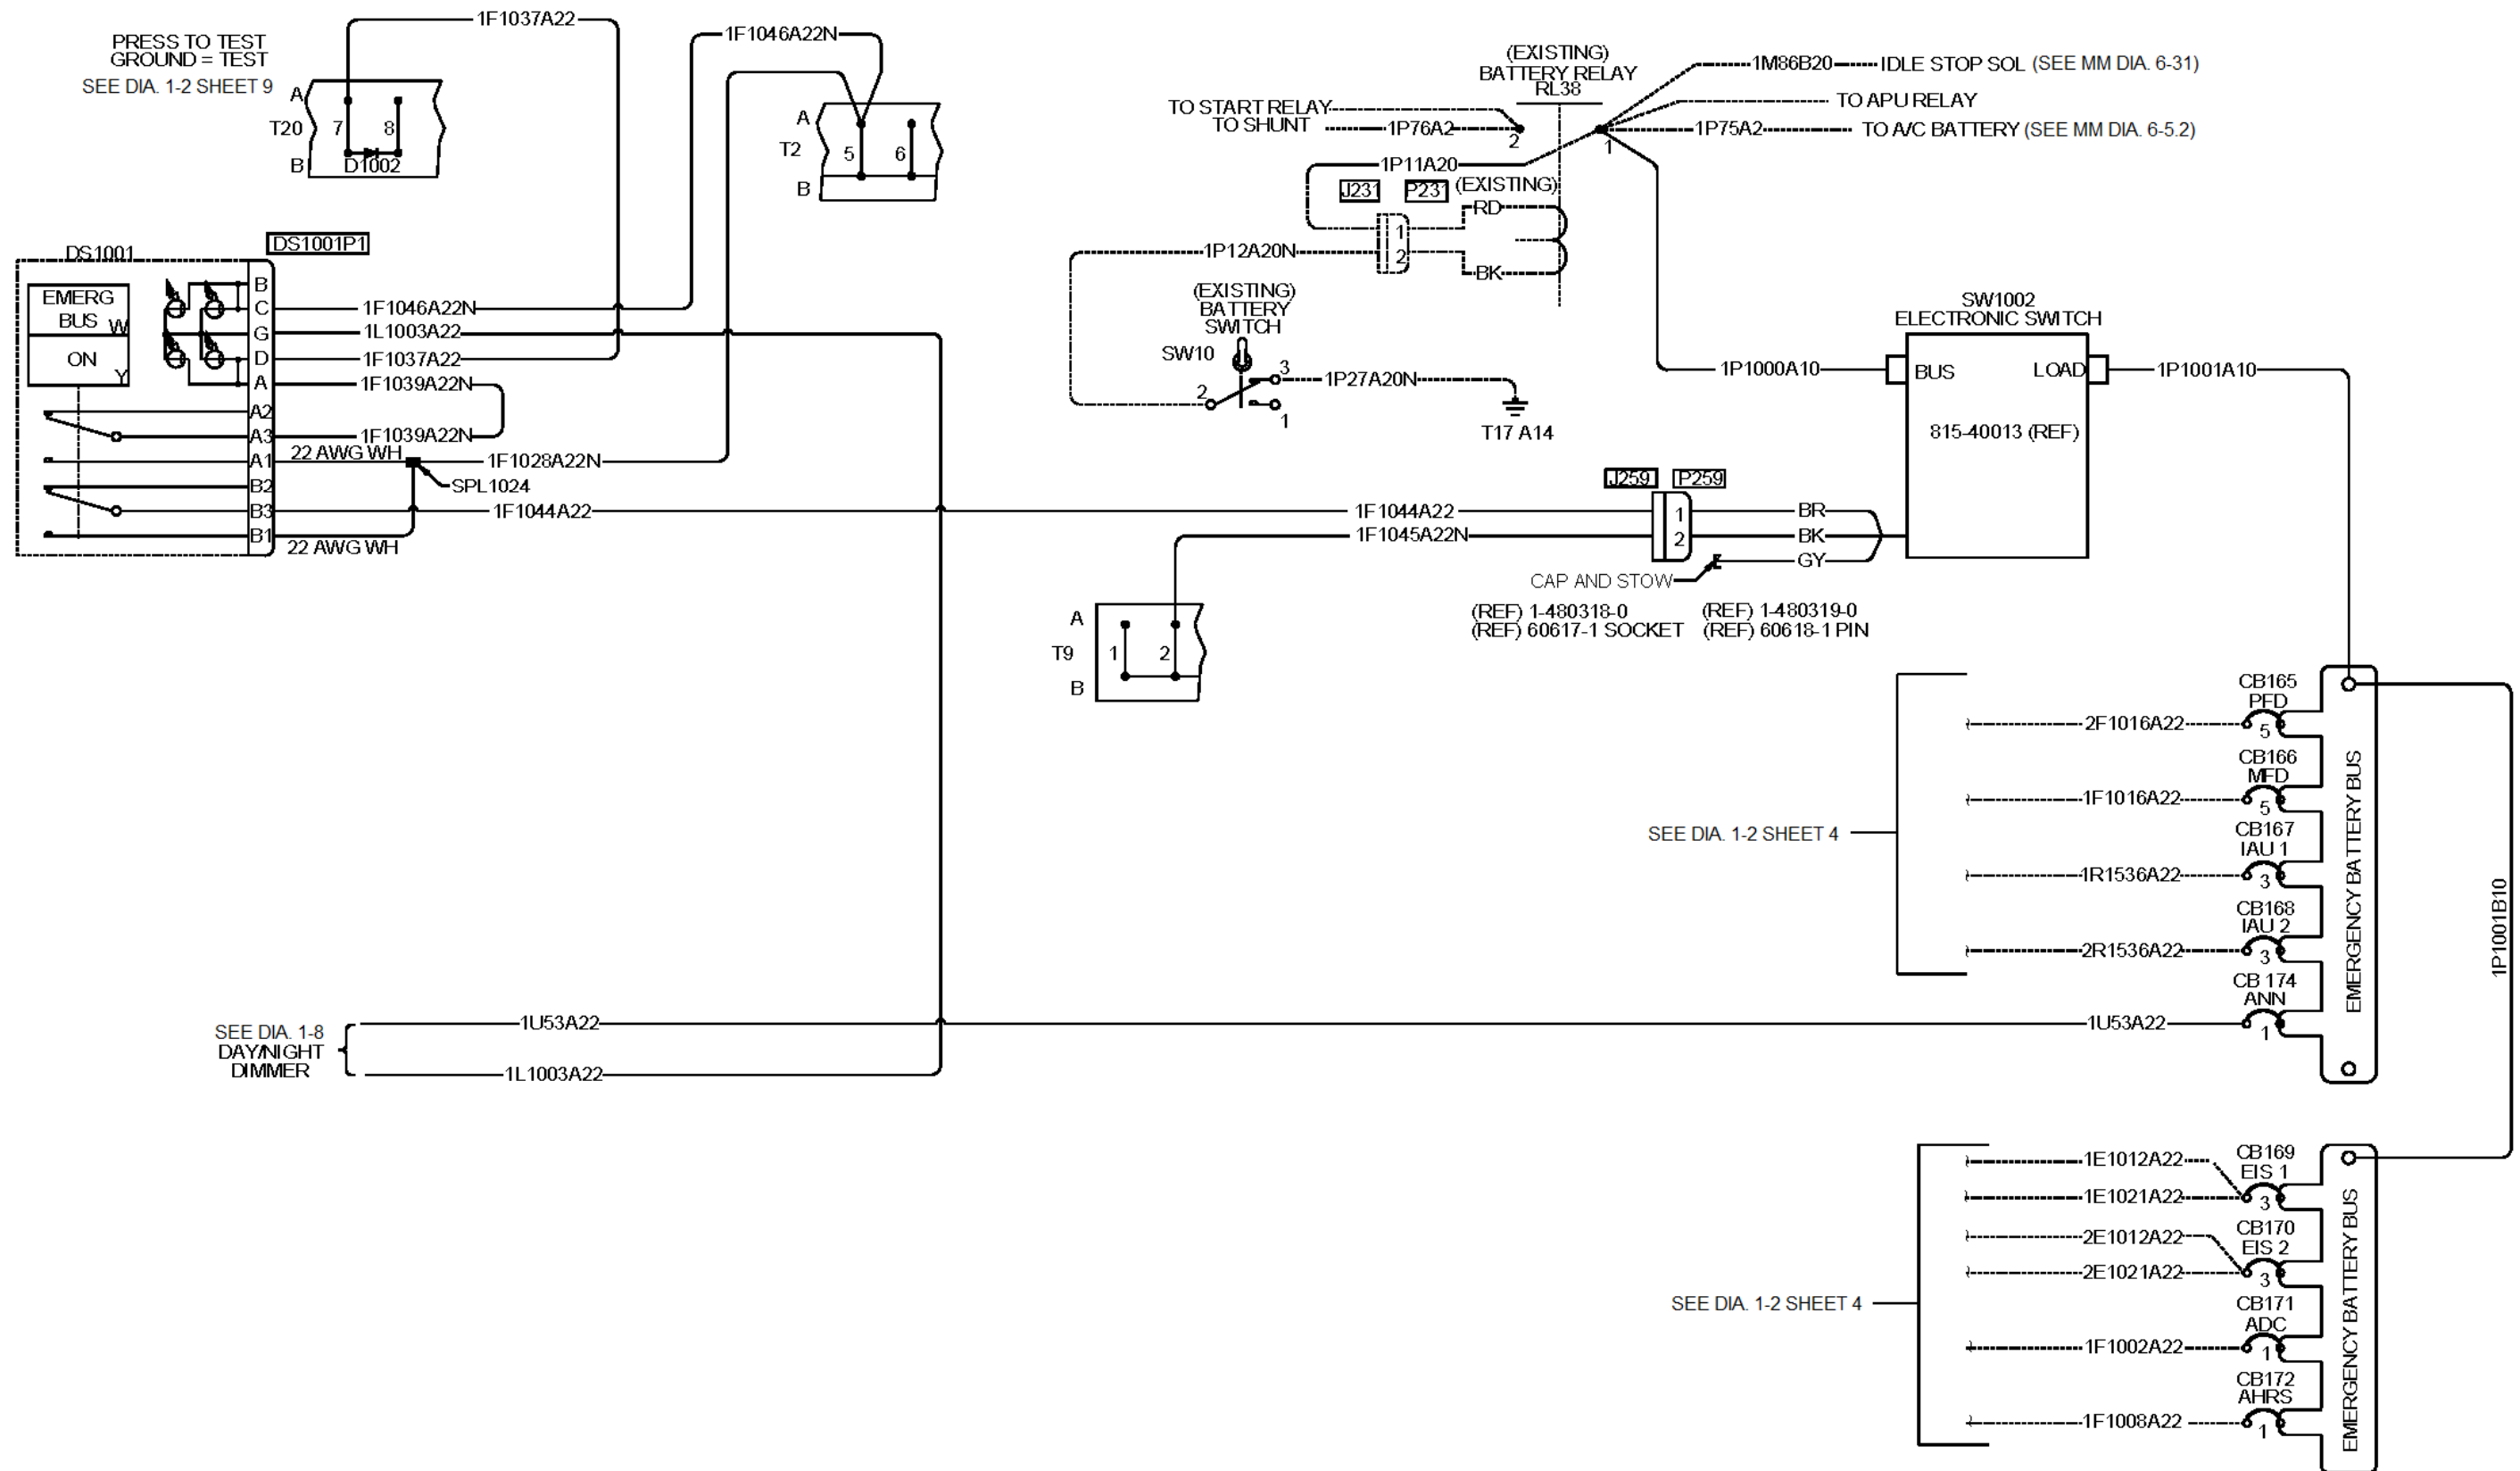 1F1037A22
PRESS TO TEST
GROUND = TEST
SEE DIA. 1-2 SHEET 9
A
T20
7
8
B
D1002
1F1046A22N
A
T2
5
6
B
(EXISTING)
BATTERY RELAY
RL38
1M86B20
IDLE STOP SOL (SEE MM DIA. 6-31)
TO START RELAY
TO APU RELAY
TO SHUNT
1P76A2
2
1
1P75A2
TO A/C BATTERY (SEE MM DIA. 6-5.2)
1P11A20
J231
P231
(EXISTING)
RD
1
2
BK
1P12A20N
(EXISTING)
BATTERY
SWITCH
SW10
3
2
1
1P27A20N
T17 A14
DS1001
DS1001P1
EMERG
BUS
W
ON
Y
B
C
G
D
A
A2
A3
A1
B2
B3
B1
1F1046A22N
1L1003A22
1F1037A22
1F1039A22N
1F1039A22N
22 AWG WH
1F1028A22N
SPL1024
1F1044A22
22 AWG WH
SW1002
ELECTRONIC SWITCH
1P1000A10
BUS
LOAD
1P1001A10
815-40013 (REF)
J259
P259
1F1044A22
1
BR
1F1045A22N
2
BK
GY
CAP AND STOW
(REF) 1-480318-0
(REF) 60617-1 SOCKET
(REF) 1-480319-0
(REF) 60618-1 PIN
A
T9
1
2
B
CB165
PFD
2F1016A22
5
CB166
MFD
1F1016A22
5
SEE DIA. 1-2 SHEET 4
CB167
IAU 1
1R1536A22
3
CB168
IAU 2
2R1536A22
3
CB 174
ANN
1U53A22
1
EMERGENCY BATTERY BUS
1P1001B10
SEE DIA. 1-8
DAY/NIGHT
DIMMER
1U53A22
1L1003A22
1E1012A22
CB169
EIS 1
1E1021A22
3
2E1012A22
CB170
EIS 2
2E1021A22
3
SEE DIA. 1-2 SHEET 4
CB171
ADC
1F1002A22
1
CB172
AHRS
1F1008A22
1
EMERGENCY BATTERY BUS